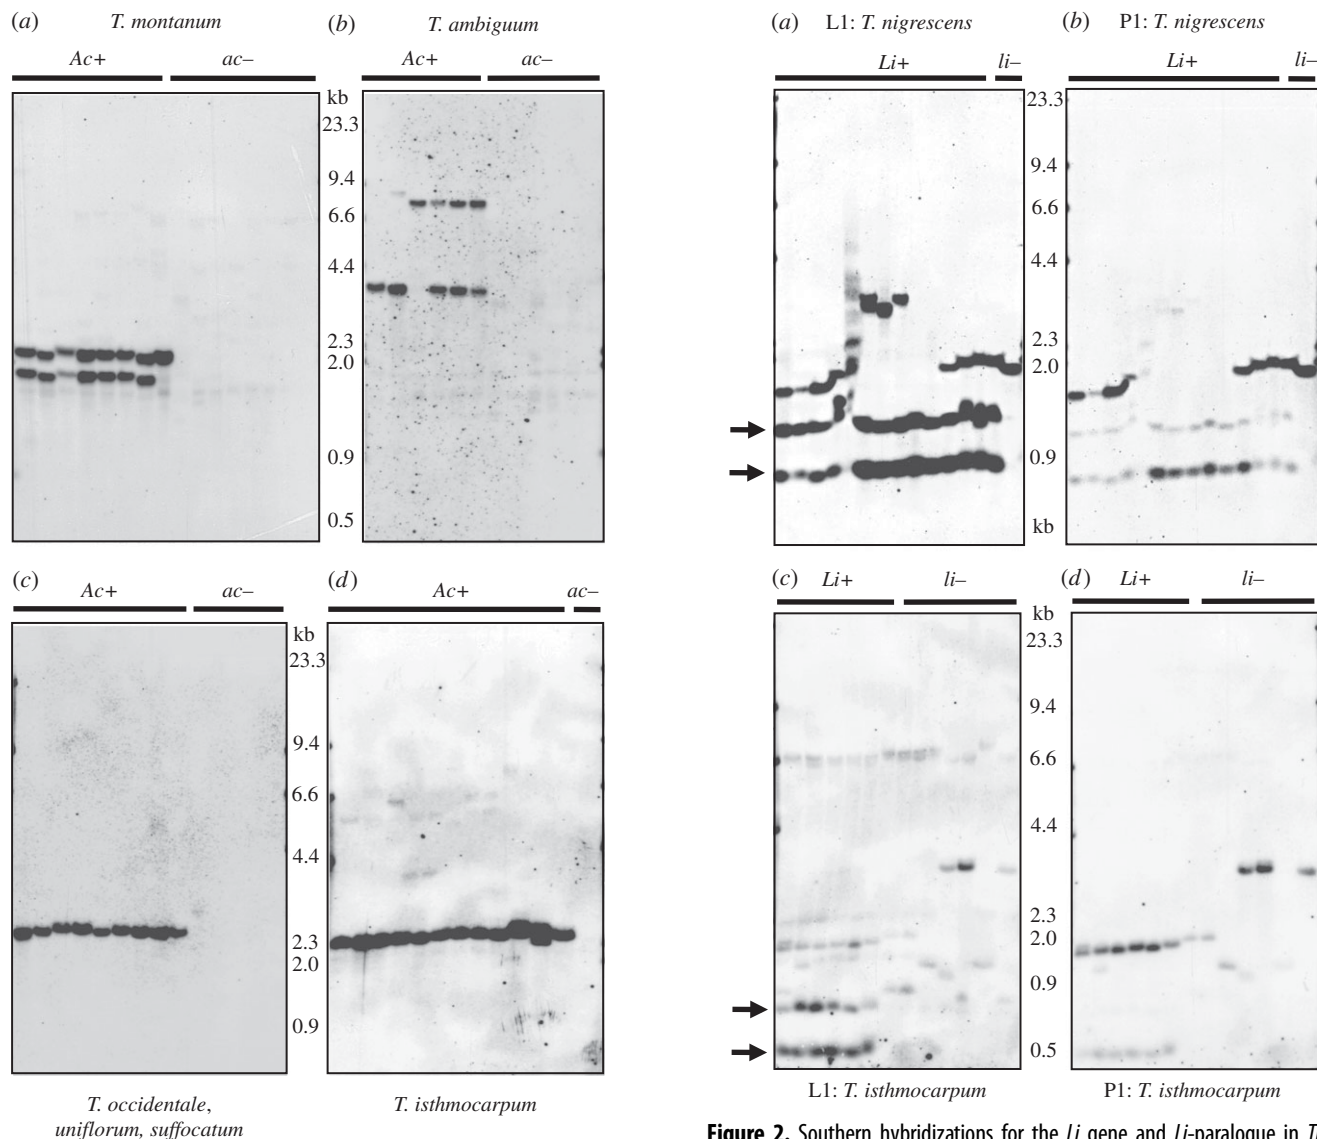 (a) T. montanum
Ac+ ac–
(b) T. ambiguum
Ac+ ac–
kb
23.3
9.4
6.6
4.4
2.3
2.0
0.9
0.5
(c) Ac+ ac–
(d) Ac+ ac–
kb
23.3
9.4
6.6
4.4
2.3
2.0
0.9
T. occidentale,
uniflorum, suffocatum
T. isthmocarpum
(a) L1: T. nigrescens
Li+ li–
(b) P1: T. nigrescens
Li+ li–
23.3
9.4
6.6
4.4
2.3
2.0
0.9
kb
(c) Li+ li–
(d) Li+ li–
kb
23.3
9.4
6.6
4.4
2.3
2.0
0.9
0.5
L1: T. isthmocarpum
P1: T. isthmocarpum
Figure 2. Southern hybridizations for the Li gene and Li-paralogue in